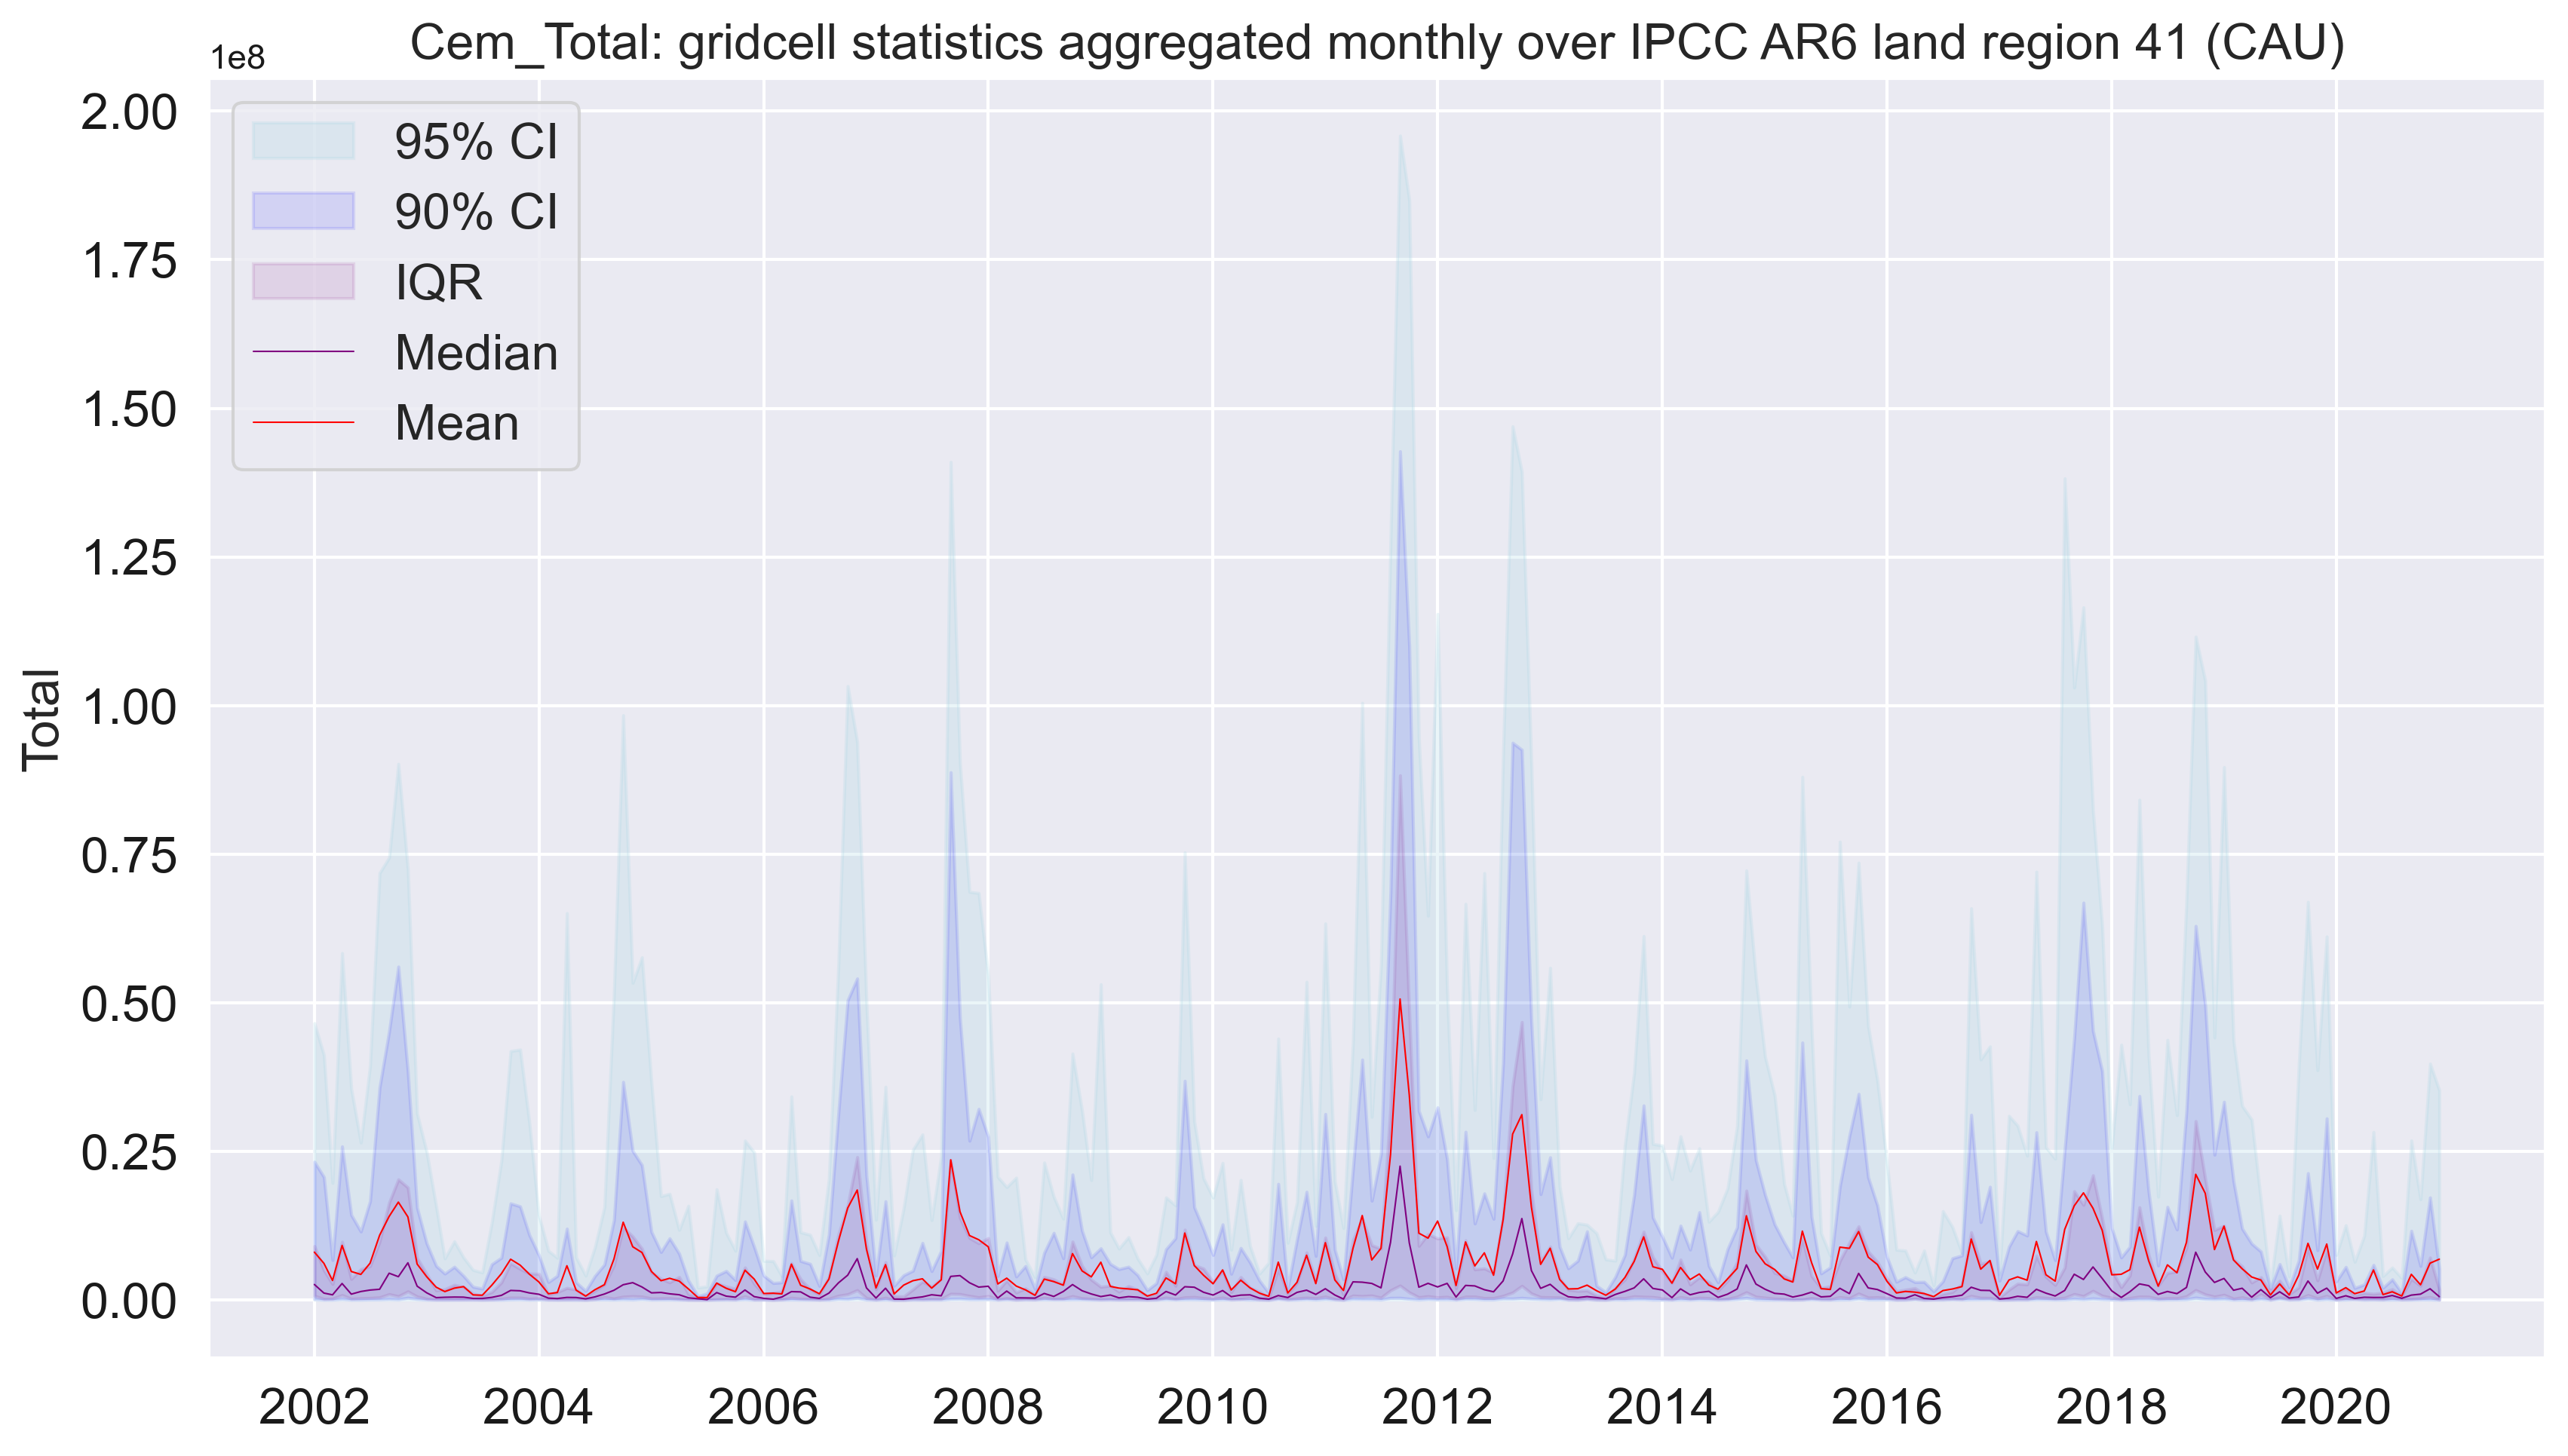 Cem_Total: gridcell statistics aggregated monthly over IPCC AR6 land region 41 (CAU)
1e8
2.00
1.75
1.50
1.25
1.00
0.75
0.50
0.25
0.00
Total
95% CI
90% CI
IQR
Median
Mean
2002 2004 2006 2008 2010 2012 2014 2016 2018 2020